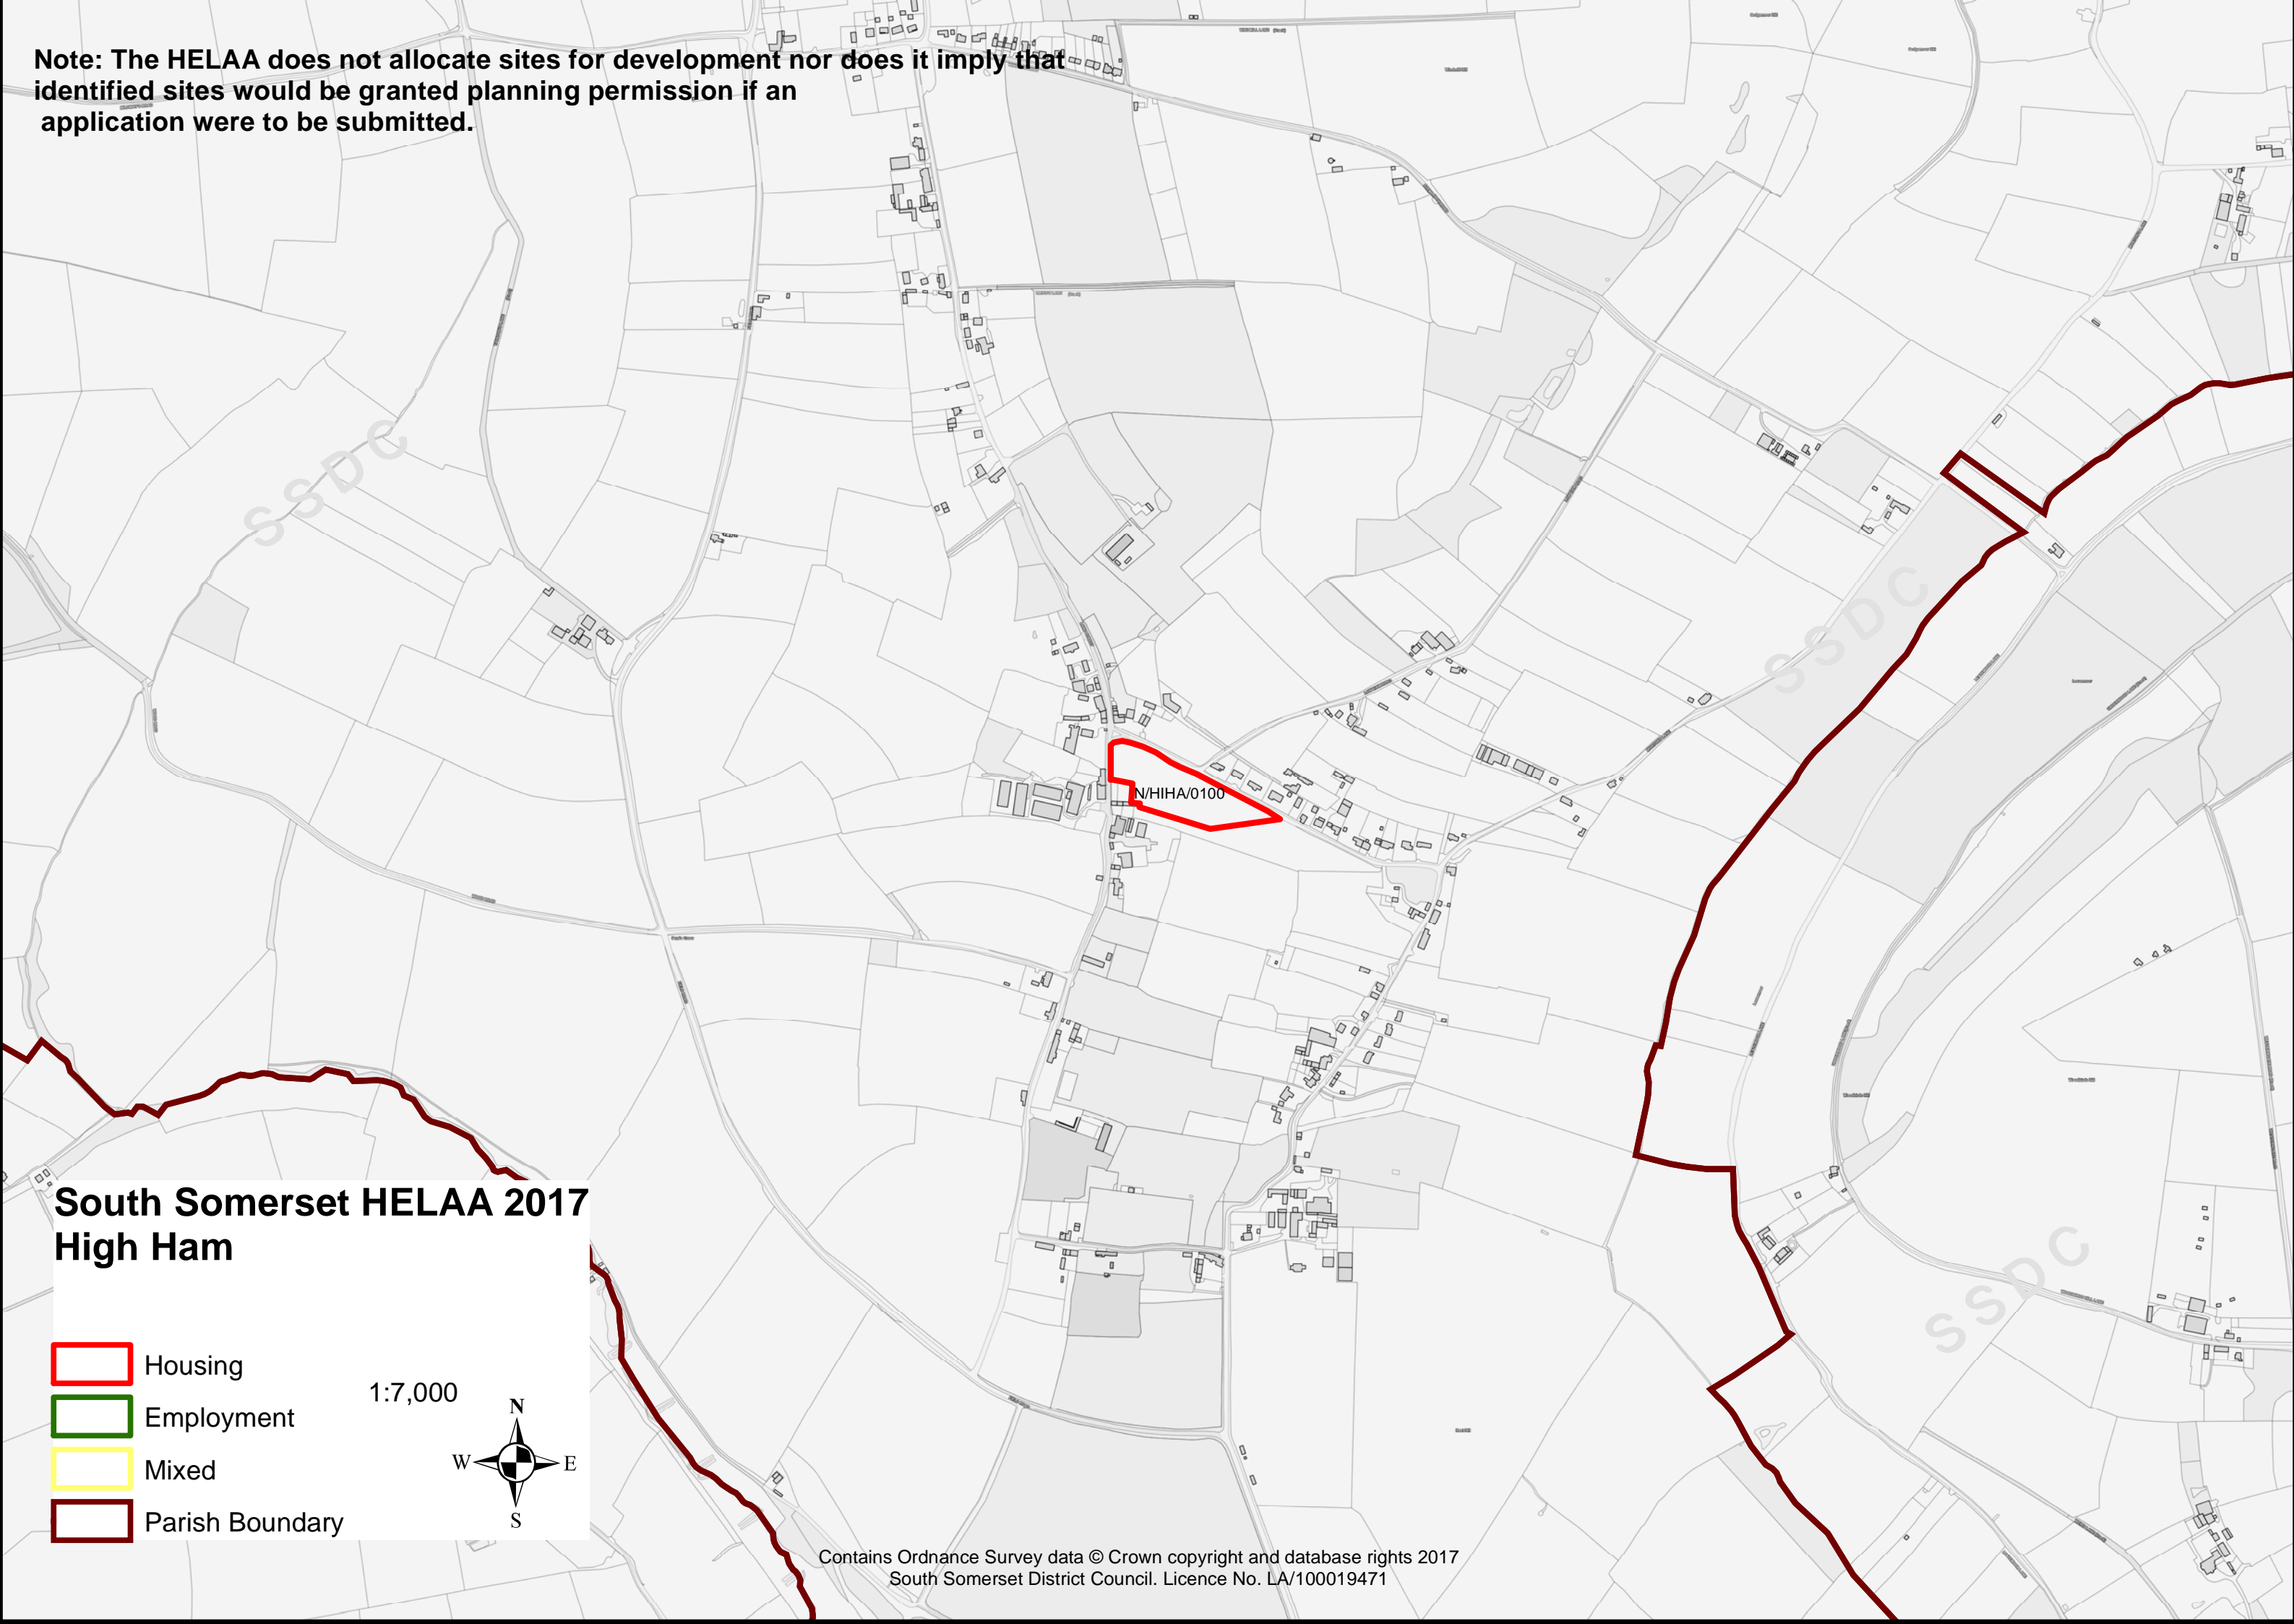 Note: The HELAA does not allocate sites for development nor does it imply that
identified sites would be granted planning permission if an
application were to be submitted.
SSDC
SSDC
N/HIHA/0100
SSDC
South Somerset HELAA 2017
High Ham
Housing
Employment
Mixed
Parish Boundary
1:7,000
N
W
E
S
Contains Ordnance Survey data © Crown copyright and database rights 2017
South Somerset District Council. Licence No. LA/100019471